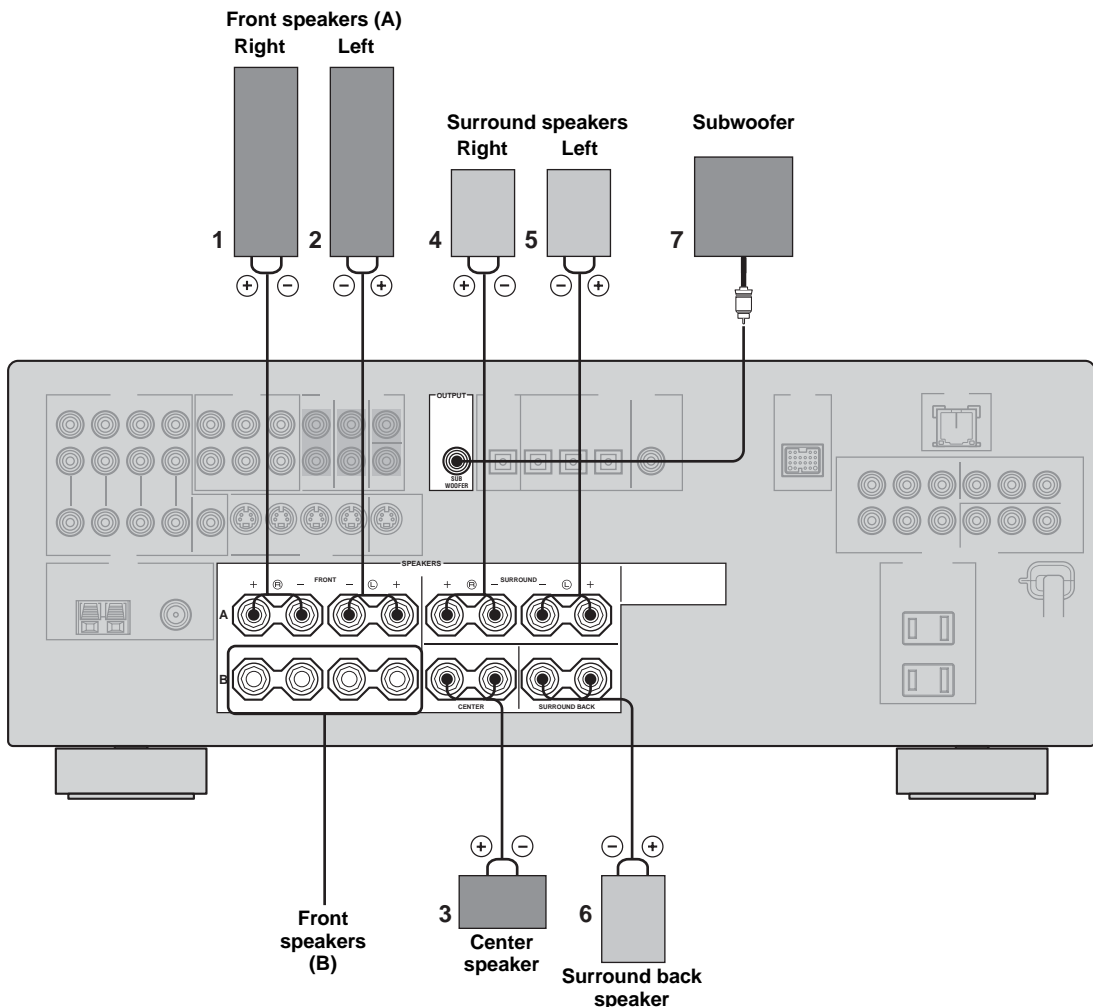 Front speakers (A)
Right Left
Surround speakers
Right Left
Subwoofer
1 2 4 5 7
+ − − + + − − +
OUTPUT
SUB
WOOFER
SPEAKERS
+ R − FRONT − L + + R − SURROUND − L +
A
B
CENTER SURROUND BACK
+ − − +
3 6
Front
speakers
(B)
Center
speaker
Surround back
speaker